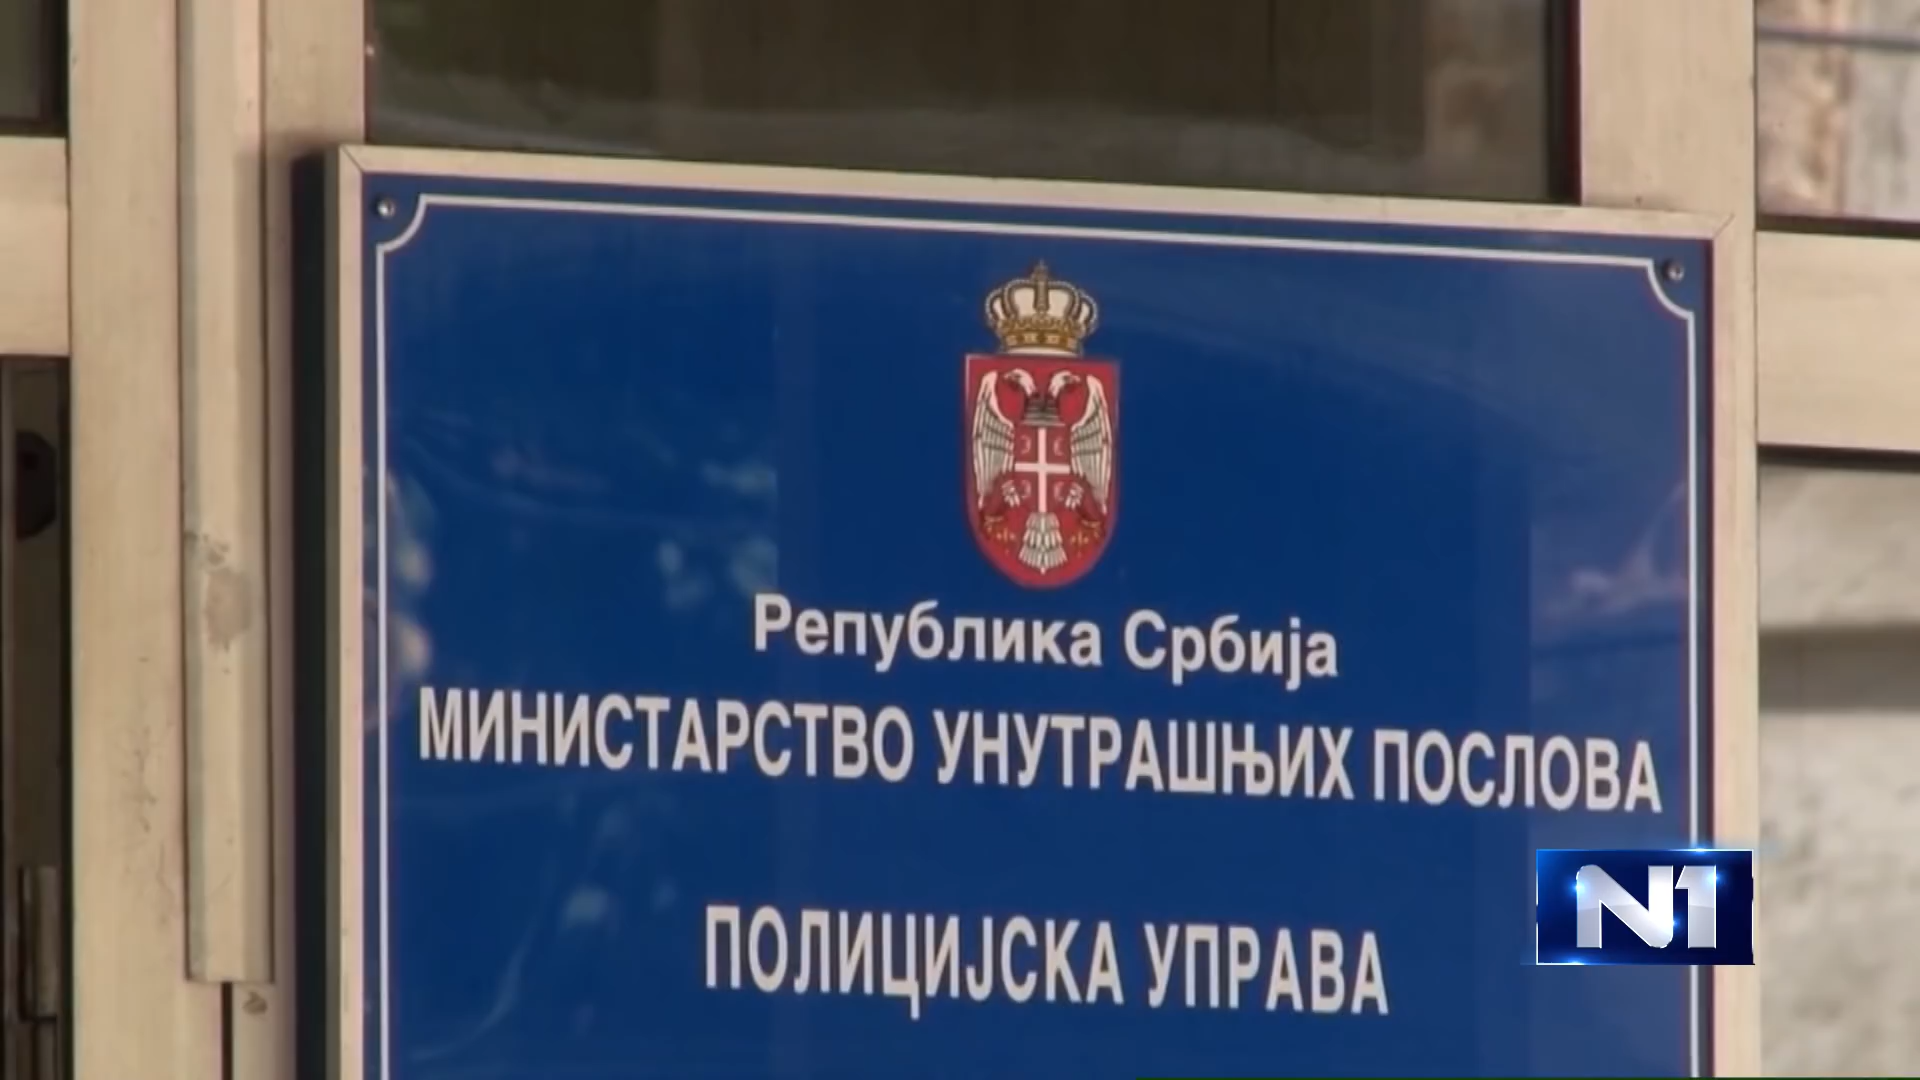 Република Србија
МИНИСТАРСТВО УНУТРАШЊИХ ПОСЛОВА
ПОЛИЦИЈСКА УПРАВА
N1